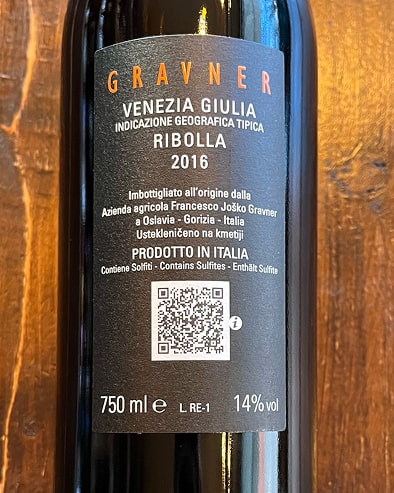 GRAVNER
VENEZIA GIULIA
INDICAZIONE GEOGRAFICA TIPICA
RIBOLLA
2016
Imbottigliato all'origine dalla
Azienda agricola Francesco Joško Gravner
a Oslavia - Gorizia - Italia
Ustekleničeno na kmetiji
PRODOTTO IN ITALIA
Contiene Solfiti - Contains Sulfites - Enthält Sulfite
i
750 ml e L. RE-1 14% vol